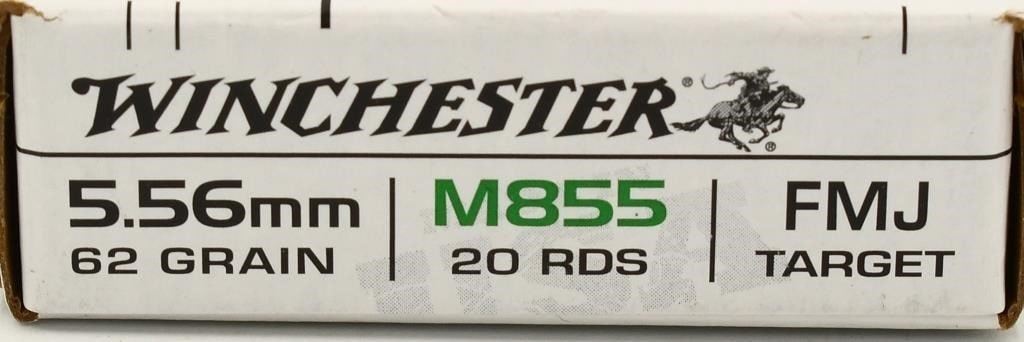 WINCHESTER®
®
5.56mm | M855 | FMJ
62 GRAIN | 20 RDS | TARGET